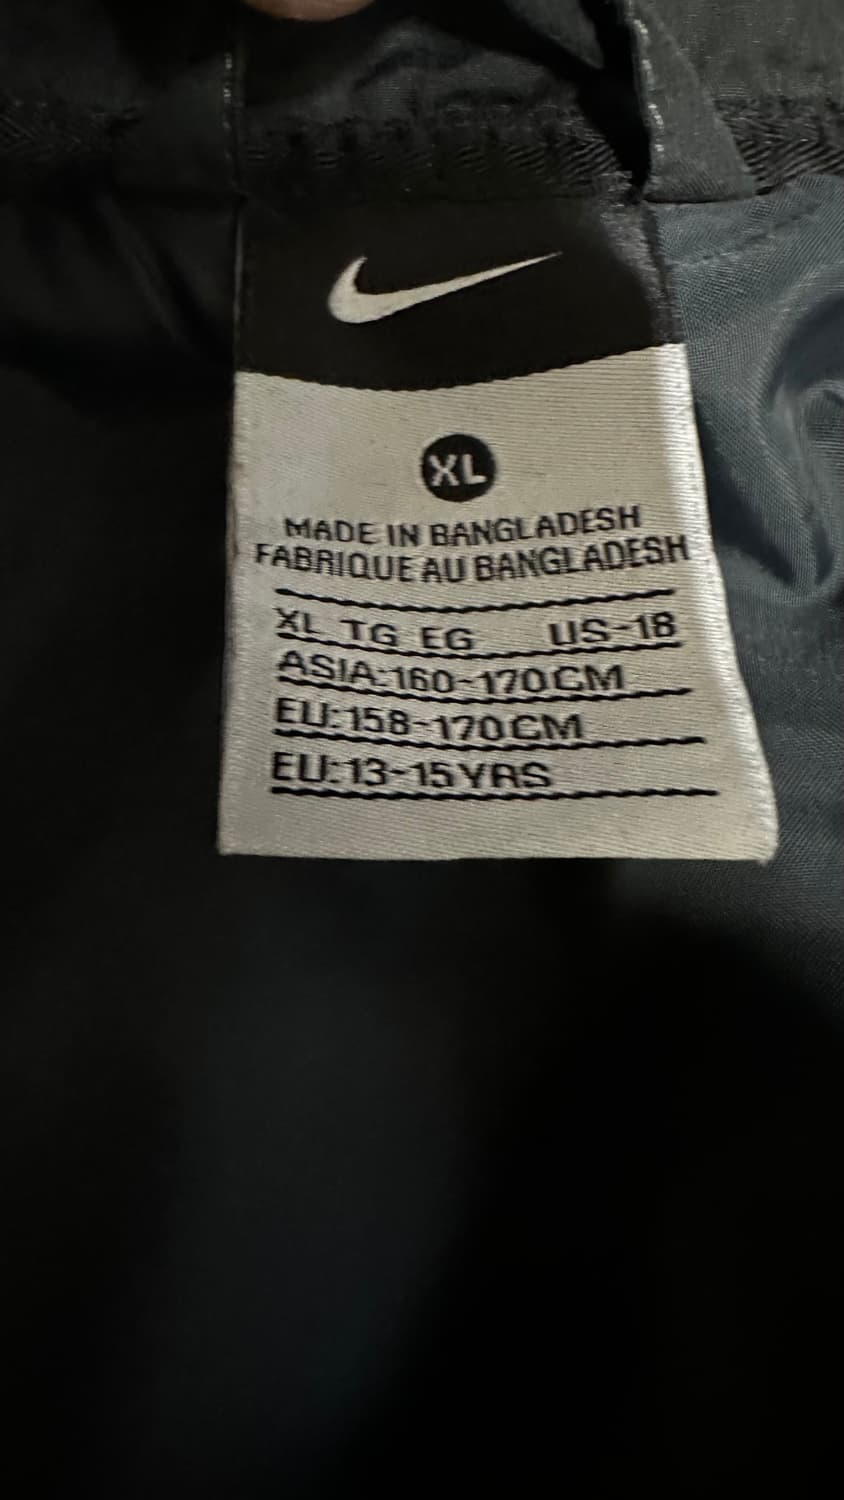 XL
MADE IN BANGLADESH
FABRIQUE AU BANGLADESH
XL TG EG US-18
ASIA:160-170CM
EU:158-170CM
EU:13-15YRS